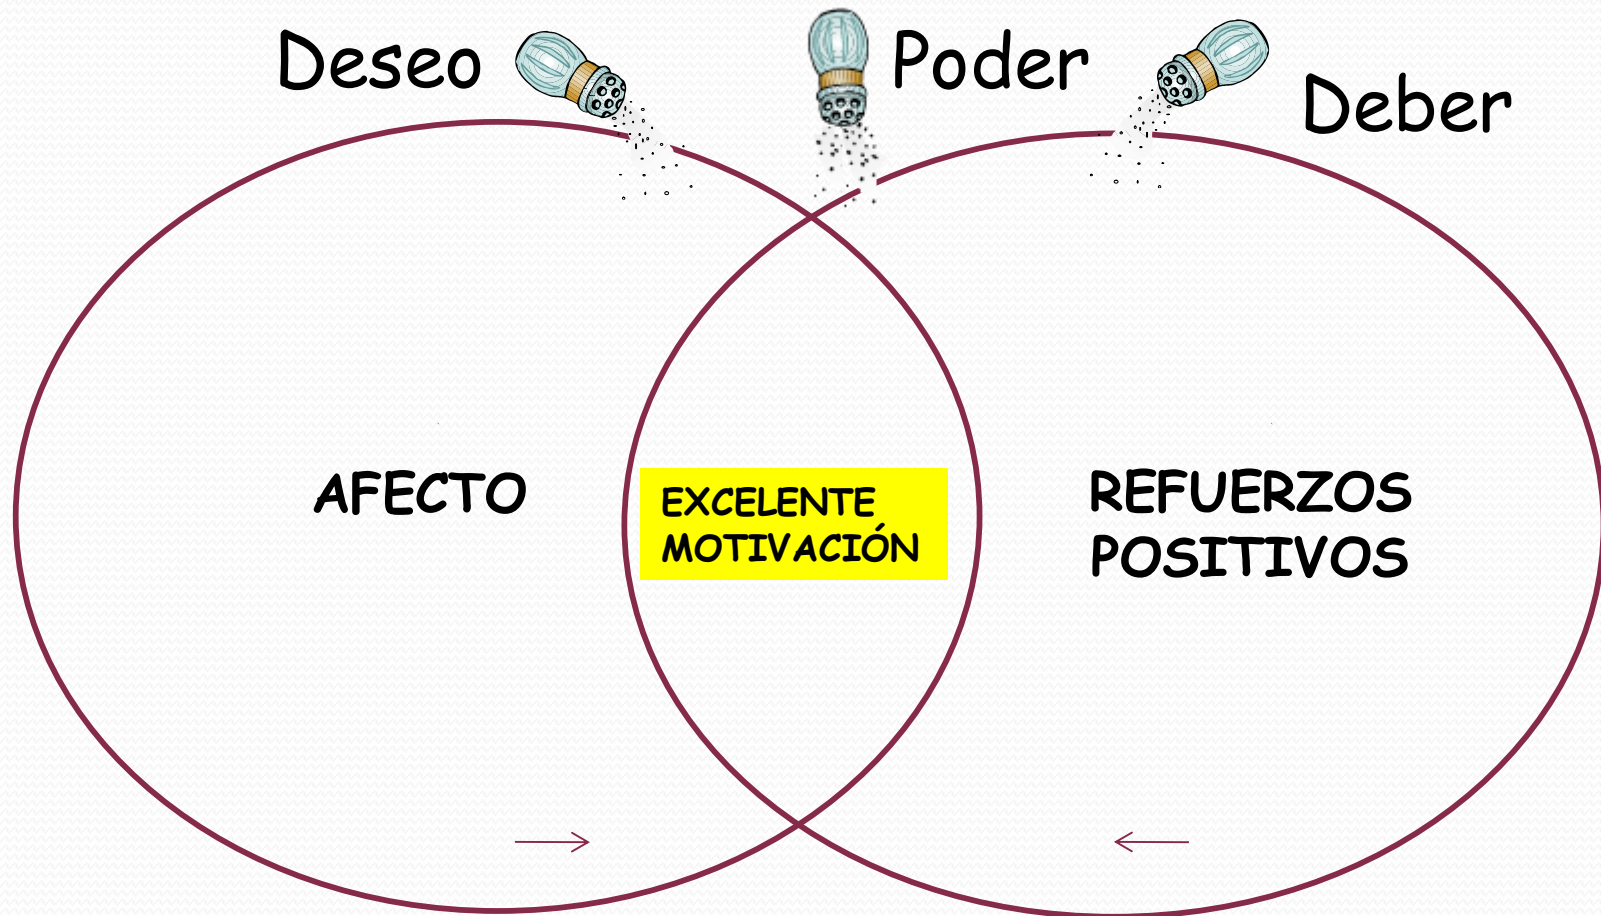 Deseo
Poder
Deber
AFECTO
EXCELENTE
MOTIVACIÓN
REFUERZOS
POSITIVOS